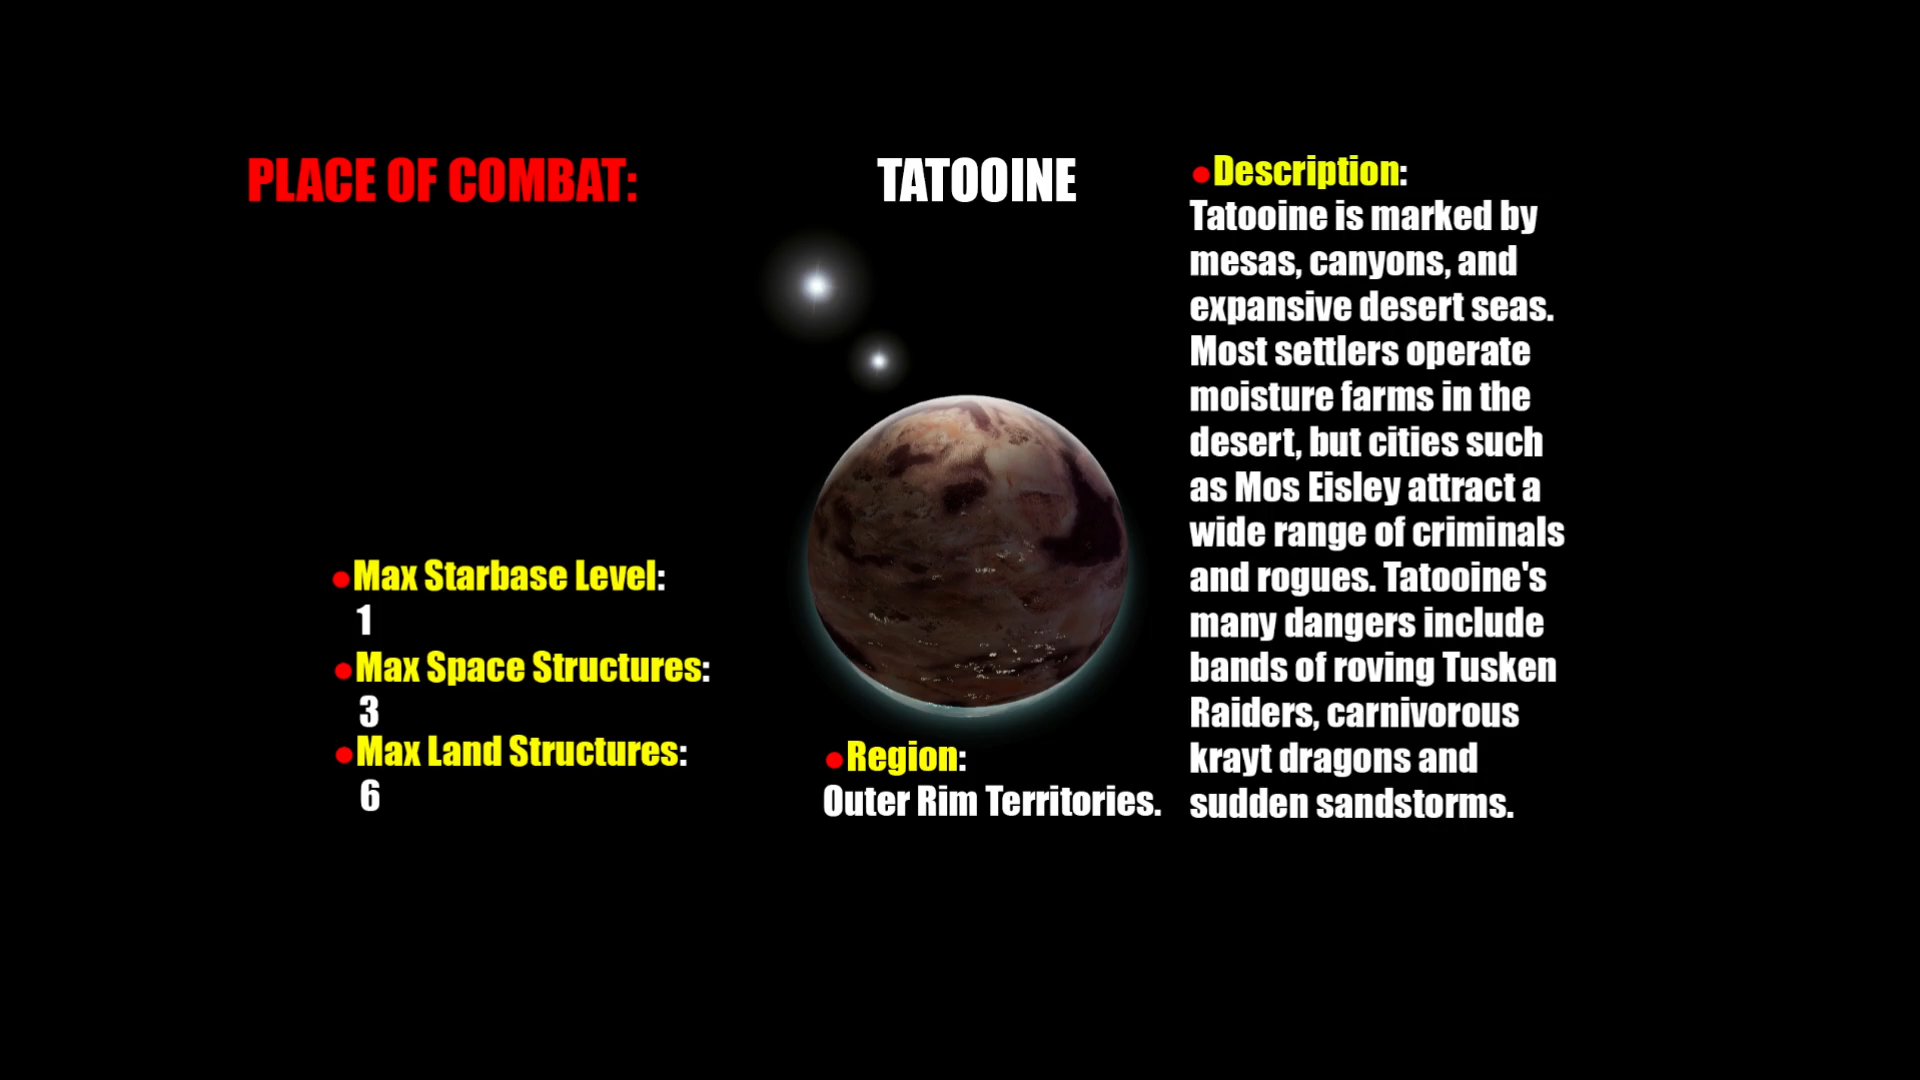 PLACE OF COMBAT:
TATOOINE
●Max Starbase Level:
1
●Max Space Structures:
3
●Max Land Structures:
6
●Region:
Outer Rim Territories.
●Description:
Tatooine is marked by
mesas, canyons, and
expansive desert seas.
Most settlers operate
moisture farms in the
desert, but cities such
as Mos Eisley attract a
wide range of criminals
and rogues. Tatooine's
many dangers include
bands of roving Tusken
Raiders, carnivorous
krayt dragons and
sudden sandstorms.